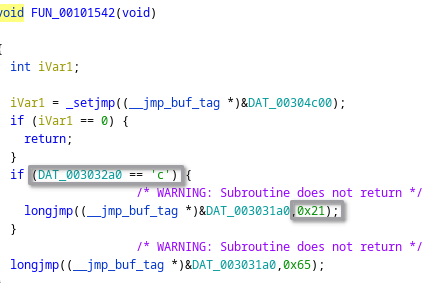 void FUN_00101542(void)
{
int iVar1;
iVar1 = _setjmp((__jmp_buf_tag *)&DAT_00304c00);
if (iVar1 == 0) {
return;
}
if (DAT_003032a0 == 'c') {
/* WARNING: Subroutine does not return */
longjmp((__jmp_buf_tag *)&DAT_003031a0,0x21);
}
/* WARNING: Subroutine does not return */
longjmp((__jmp_buf_tag *)&DAT_003031a0,0x65);